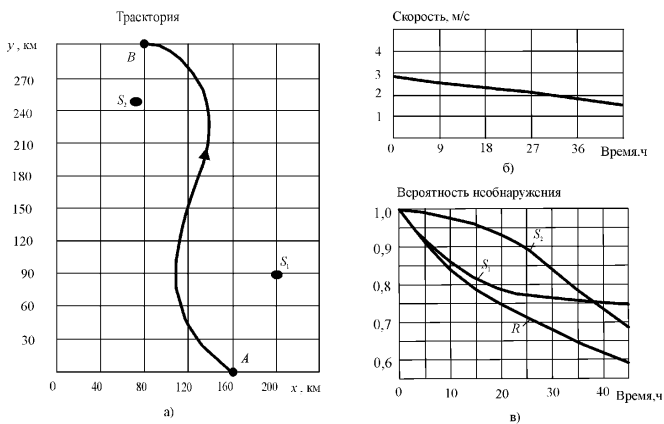 Траектория
y , км
B
270
S₂
240
210
180
150
120
S₁
90
60
30
A
0 40 80 120 160 200
x , км
а)
Скорость, м/с
4
3
2
1
0 9 18 27 36 Время.ч
б)
Вероятность необнаружения
1,0
S₂
0,9
S₁
0,8
R
0,7
0,6
0 10 20 30 40 Время,ч
в)